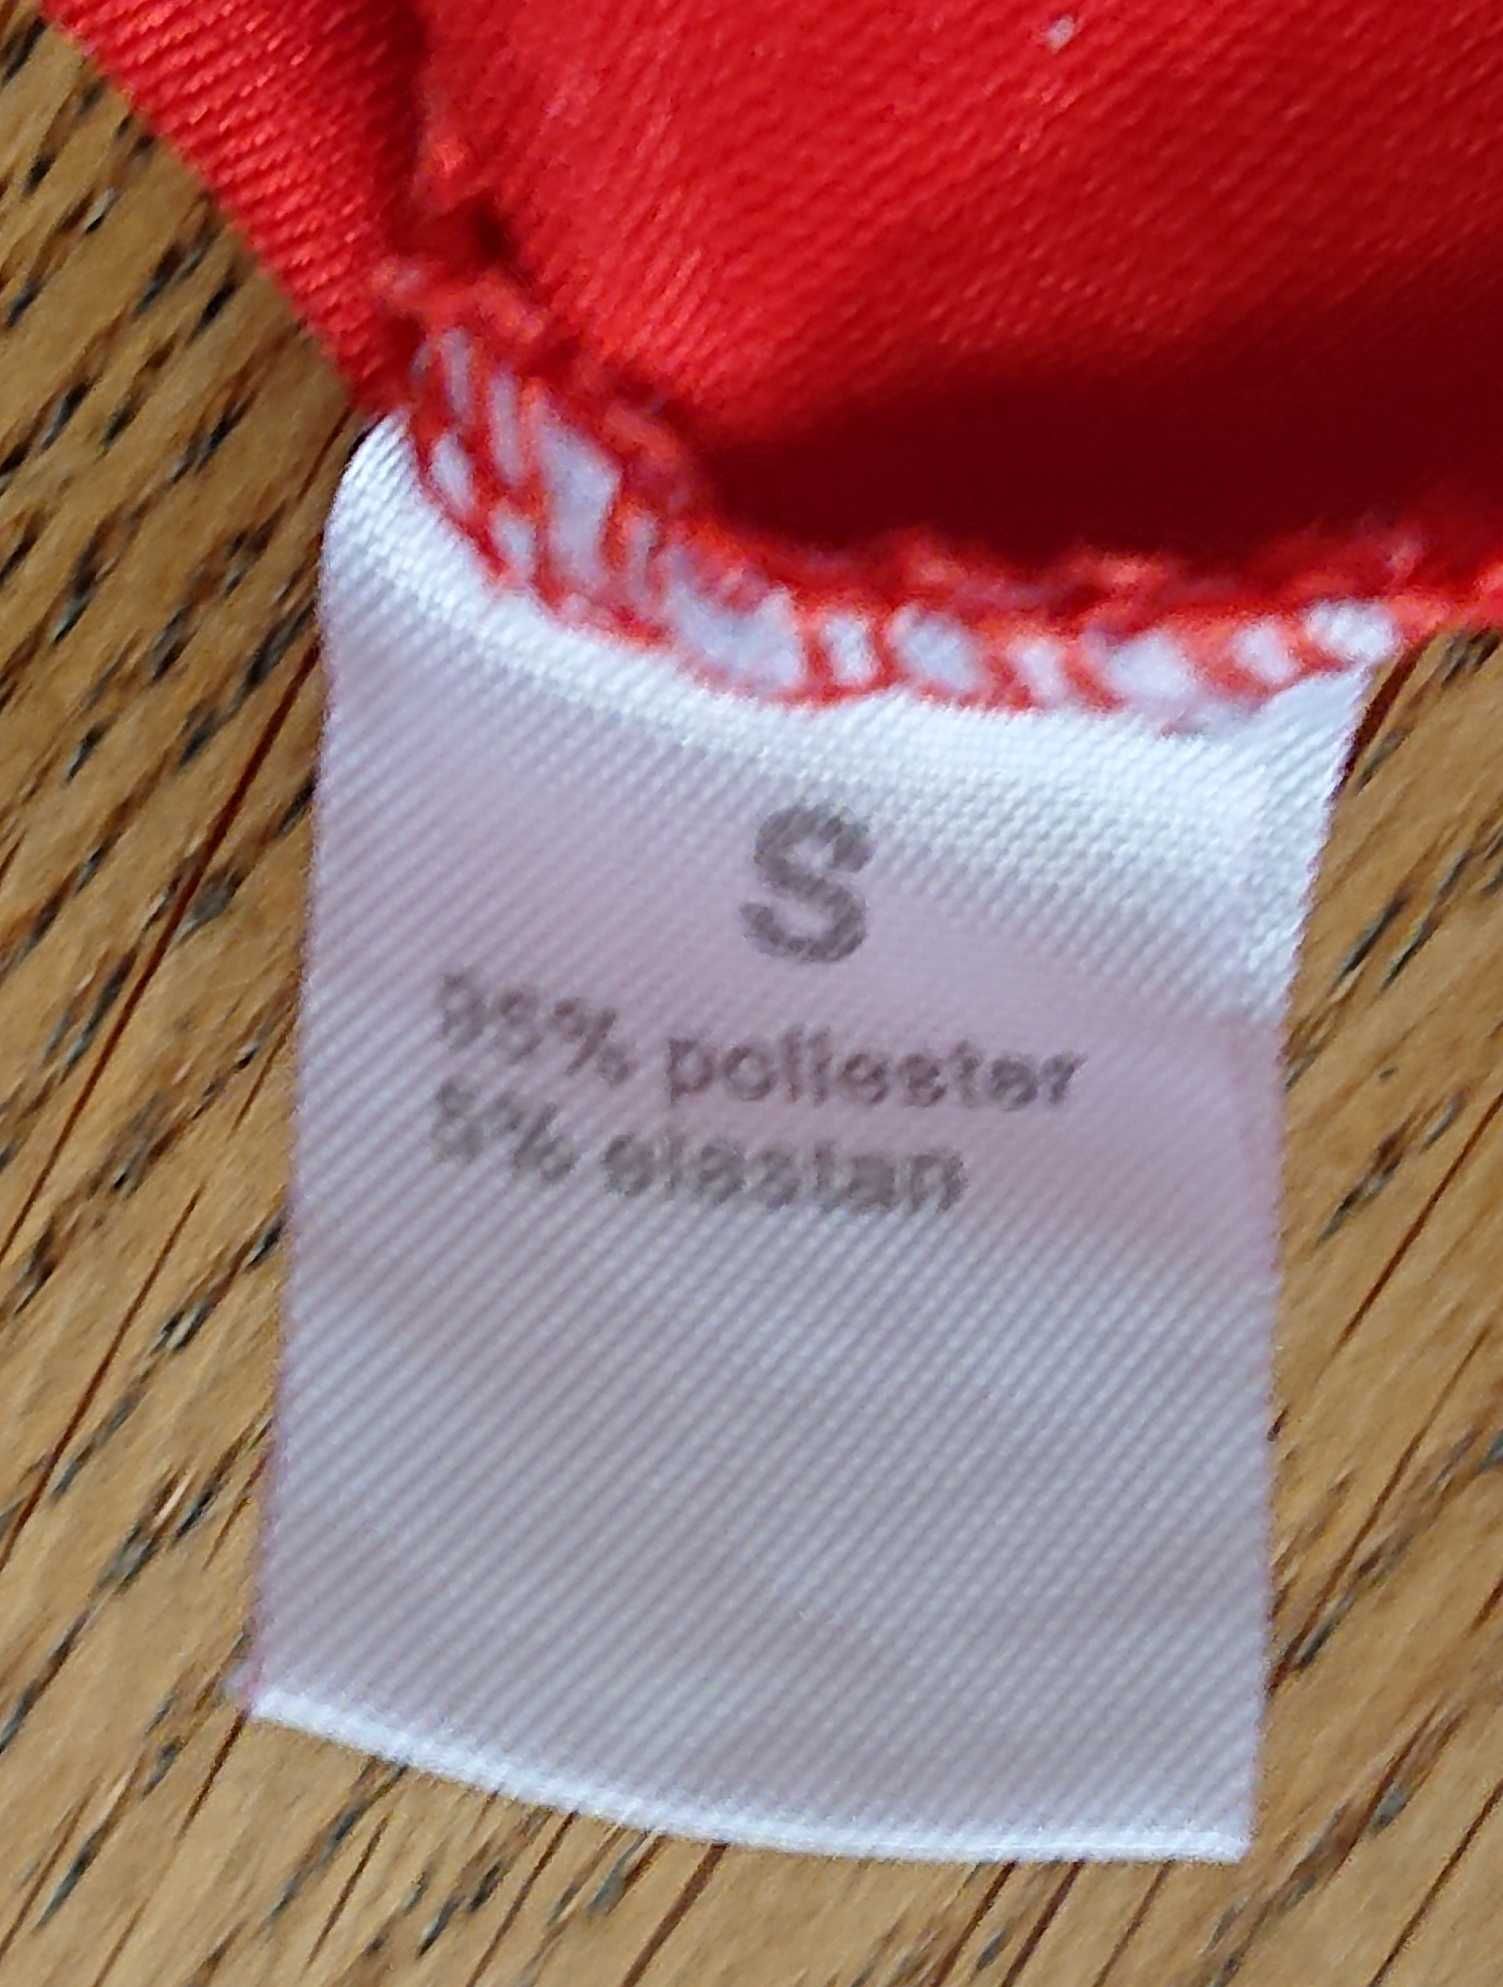 S
95% poliester
5% elastan